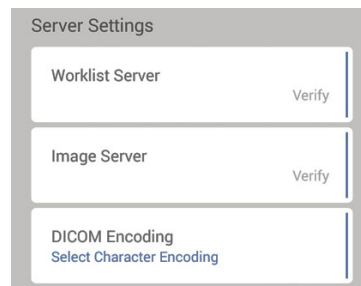 Server Settings
Worklist Server
Verify
Image Server
Verify
DICOM Encoding
Select Character Encoding